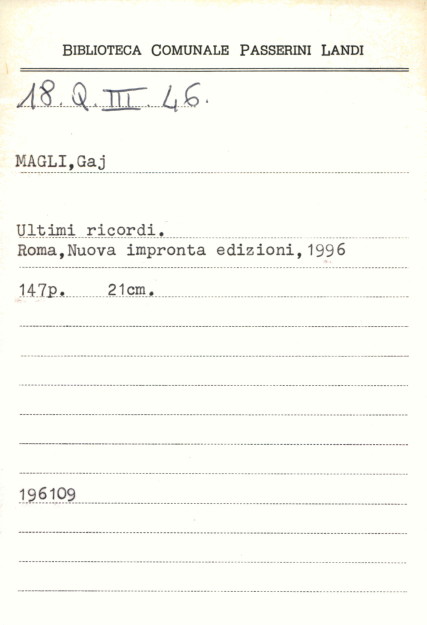 BIBLIOTECA COMUNALE PASSERINI LANDI
18. Q. III. 46.
MAGLI,Gaj
Ultimi ricordi.
Roma,Nuova impronta edizioni,1996
147p. 21cm.
196109